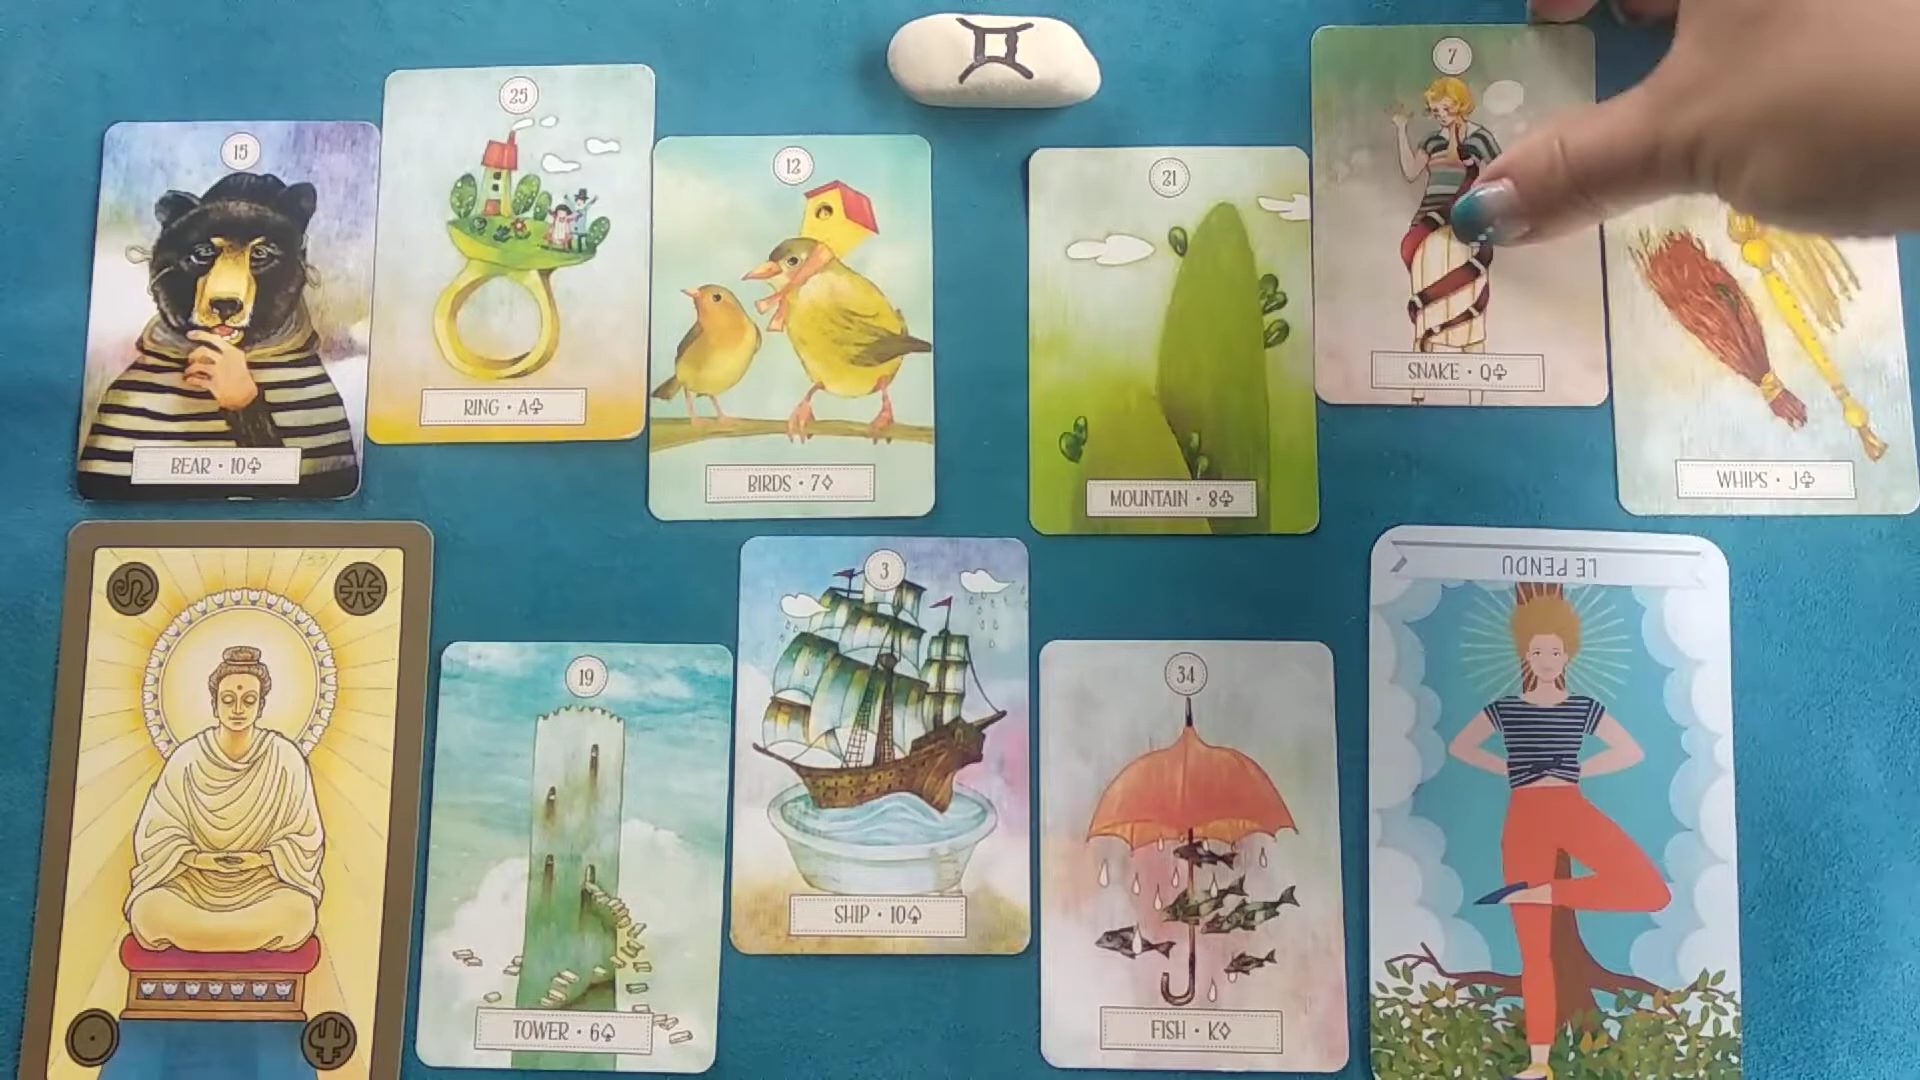 15
BEAR · 10♧
25
RING · A♧
12
BIRDS · 7♢
21
MOUNTAIN · 8♧
7
SNAKE · Q♧
WHIPS · J♧
33
19
TOWER · 6♤
3
SHIP · 10♤
34
FISH · K♢
LE PENDU